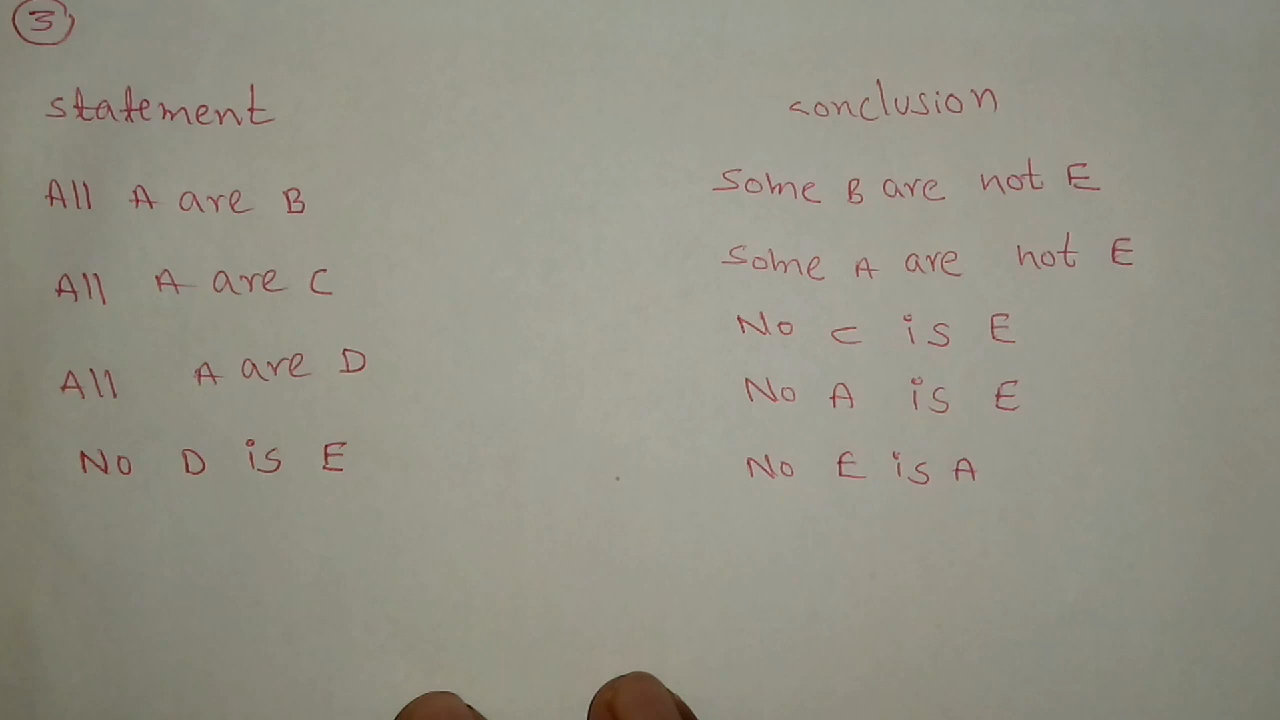 3
statement
All A are B
All A are C
All A are D
No D is E
conclusion
Some B are not E
Some A are not E
No C is E
No A is E
No E is A